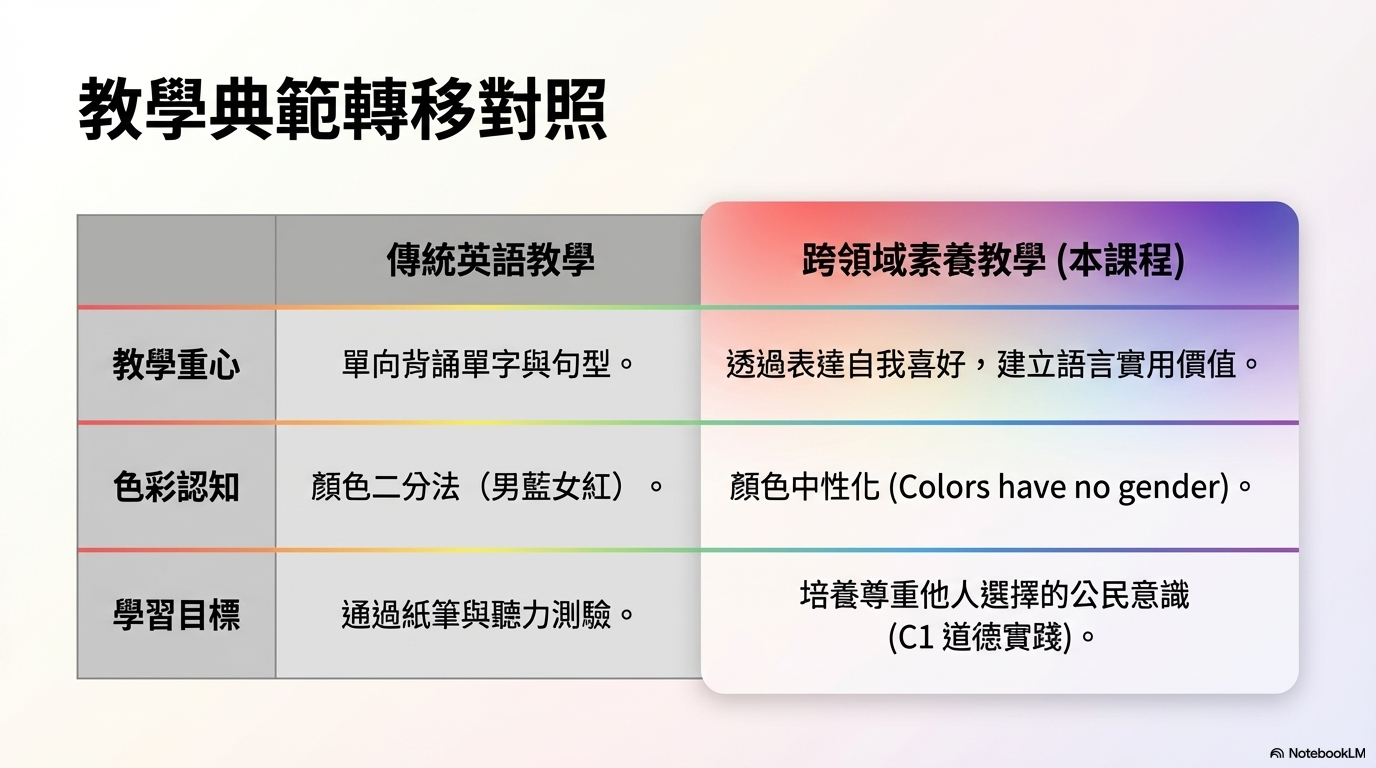 教學典範轉移對照
傳統英語教學
跨領域素養教學 (本課程)
教學重心
單向背誦單字與句型。
透過表達自我喜好，建立語言實用價值。
色彩認知
顏色二分法（男藍女紅）。
顏色中性化 (Colors have no gender)。
學習目標
通過紙筆與聽力測驗。
培養尊重他人選擇的公民意識
(C1 道德實踐)。
NotebookLM